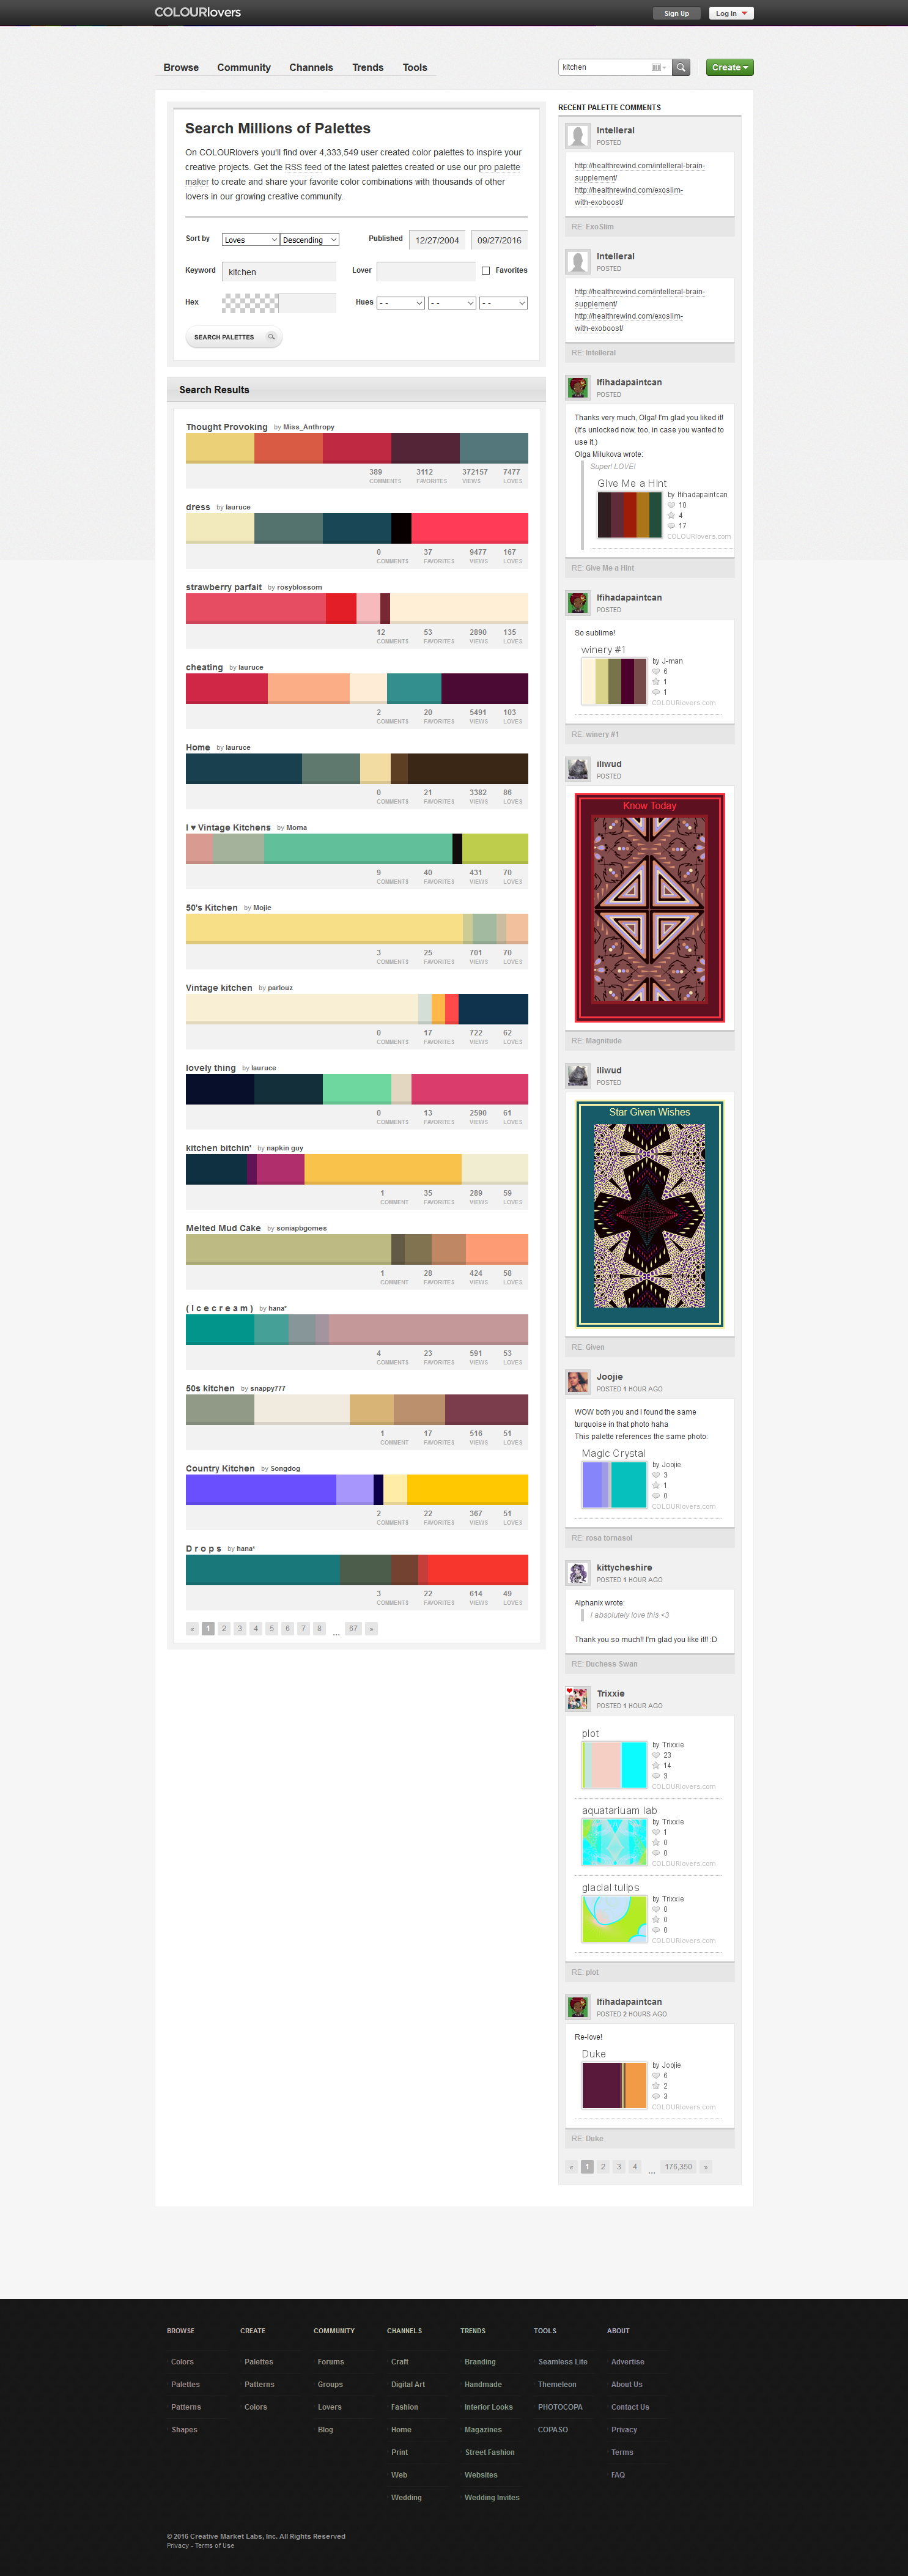 COLOURlovers
Sign Up
Log In
Browse
Community
Channels
Trends
Tools
kitchen
Create
Search Millions of Palettes
On COLOURlovers you'll find over 4,333,549 user created color palettes to inspire your
creative projects. Get the RSS feed of the latest palettes created or use our pro palette
maker to create and share your favorite color combinations with thousands of other
lovers in our growing creative community.
Sort by
Loves
Descending
Published
12/27/2004
09/27/2016
Keyword
kitchen
Lover
Favorites
Hex
Hues
- -
- -
- -
SEARCH PALETTES
Search Results
Thought Provoking by Miss_Anthropy
389 3112 372157 7477
COMMENTS FAVORITES VIEWS LOVES
dress by lauruce
0 37 9477 167
COMMENTS FAVORITES VIEWS LOVES
strawberry parfait by rosyblossom
12 53 2890 135
COMMENTS FAVORITES VIEWS LOVES
cheating by lauruce
2 20 5491 103
COMMENTS FAVORITES VIEWS LOVES
Home by lauruce
0 21 3382 86
COMMENTS FAVORITES VIEWS LOVES
I ♥ Vintage Kitchens by Moma
9 40 431 70
COMMENTS FAVORITES VIEWS LOVES
50's Kitchen by Mojie
3 25 701 70
COMMENTS FAVORITES VIEWS LOVES
Vintage kitchen by parlouz
0 17 722 62
COMMENTS FAVORITES VIEWS LOVES
lovely thing by lauruce
0 13 2590 61
COMMENTS FAVORITES VIEWS LOVES
kitchen bitchin' by napkin guy
1 35 289 59
COMMENT FAVORITES VIEWS LOVES
Melted Mud Cake by soniapbgomes
1 28 424 58
COMMENT FAVORITES VIEWS LOVES
( I c e c r e a m ) by hana*
4 23 591 53
COMMENTS FAVORITES VIEWS LOVES
50s kitchen by snappy777
1 17 516 51
COMMENT FAVORITES VIEWS LOVES
Country Kitchen by Songdog
2 22 367 51
COMMENTS FAVORITES VIEWS LOVES
D r o p s by hana*
3 22 614 49
COMMENTS FAVORITES VIEWS LOVES
« 1 2 3 4 5 6 7 8 ... 67 »
RECENT PALETTE COMMENTS
Intelleral
POSTED
http://healthrewind.com/intelleral-brain-
supplement/
http://healthrewind.com/exoslim-
with-exoboost/
RE: ExoSlim
Intelleral
POSTED
http://healthrewind.com/intelleral-brain-
supplement/
http://healthrewind.com/exoslim-
with-exoboost/
RE: Intelleral
Ifihadapaintcan
POSTED
Thanks very much, Olga! I'm glad you liked it!
(It's unlocked now, too, in case you wanted to
use it.)
Olga Milukova wrote:
Super! LOVE!
Give Me a Hint
by Ifihadapaintcan
10
4
17
COLOURlovers.com
RE: Give Me a Hint
Ifihadapaintcan
POSTED
So sublime!
winery #1
by J-man
6
1
1
COLOURlovers.com
RE: winery #1
iliwud
POSTED
Know Today
RE: Magnitude
iliwud
POSTED
Star Given Wishes
RE: Given
Joojie
POSTED 1 HOUR AGO
WOW both you and I found the same
turquoise in that photo haha
This palette references the same photo:
Magic Crystal
by Joojie
3
1
0
COLOURlovers.com
RE: rosa tornasol
kittycheshire
POSTED 1 HOUR AGO
Alphanix wrote:
I absolutely love this <3
Thank you so much!! I'm glad you like it!! :D
RE: Duchess Swan
Trixxie
POSTED 1 HOUR AGO
plot
by Trixxie
23
14
3
COLOURlovers.com
aquatariuam lab
by Trixxie
1
0
0
COLOURlovers.com
glacial tulips
by Trixxie
0
0
0
COLOURlovers.com
RE: plot
Ifihadapaintcan
POSTED 2 HOURS AGO
Re-love!
Duke
by Joojie
6
2
3
COLOURlovers.com
RE: Duke
« 1 2 3 4 ... 176,350 »
BROWSE
Colors
Palettes
Patterns
Shapes
CREATE
Palettes
Patterns
Colors
COMMUNITY
Forums
Groups
Lovers
Blog
CHANNELS
Craft
Digital Art
Fashion
Home
Print
Web
Wedding
TRENDS
Branding
Handmade
Interior Looks
Magazines
Street Fashion
Websites
Wedding Invites
TOOLS
Seamless Lite
Themeleon
PHOTOCOPA
COPASO
ABOUT
Advertise
About Us
Contact Us
Privacy
Terms
FAQ
© 2016 Creative Market Labs, Inc. All Rights Reserved
Privacy - Terms of Use